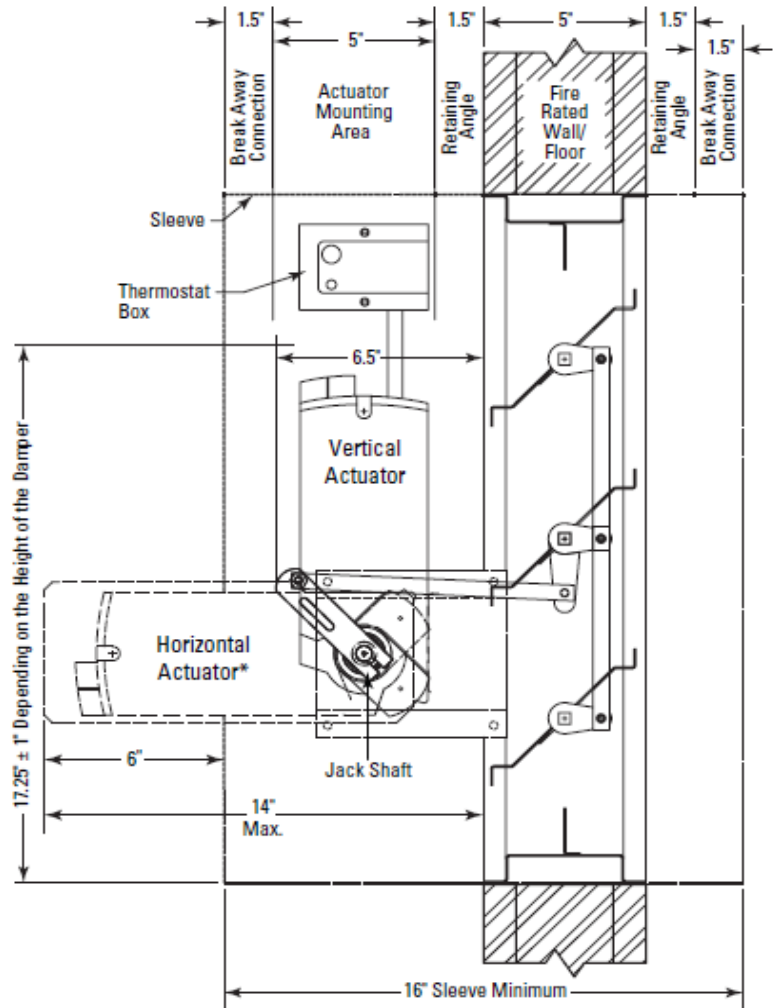 1.5"
5"
1.5"
5"
1.5"
1.5"
Break Away
Connection
Actuator
Mounting
Area
Retaining
Angle
Fire
Rated
Wall/
Floor
Retaining
Angle
Break Away
Connection
Sleeve
Thermostat
Box
6.5"
Vertical
Actuator
17.25" ± 1" Depending on the Height of the Damper
Horizontal
Actuator*
6"
Jack Shaft
14"
Max.
16" Sleeve Minimum